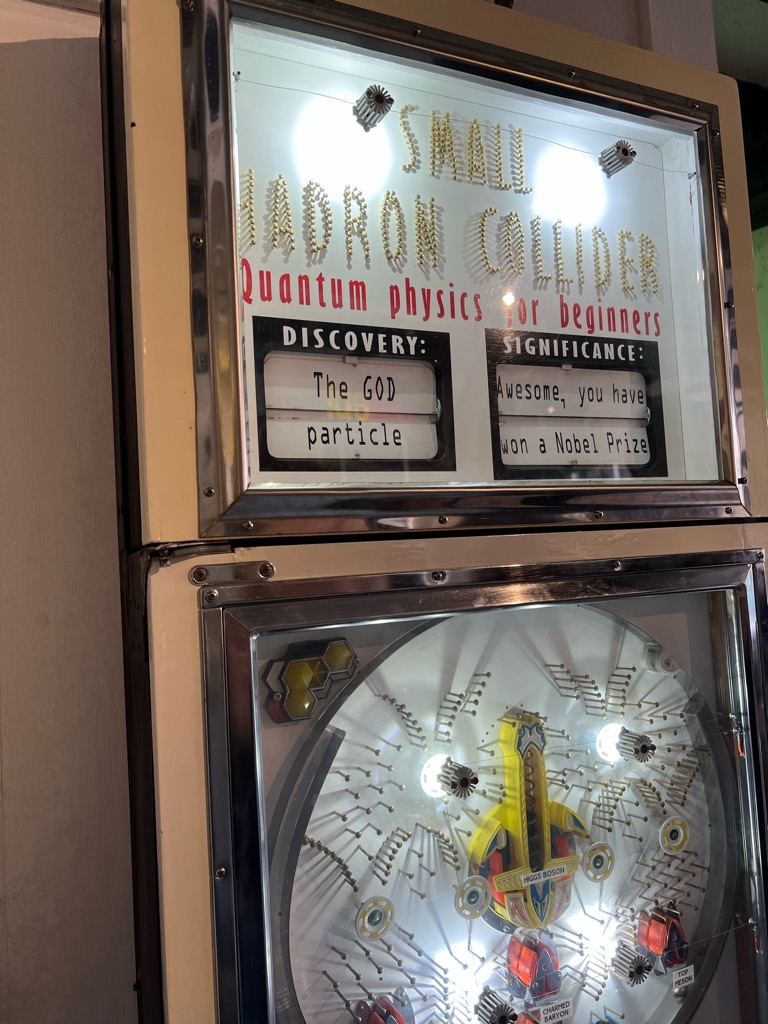 SMALL
HADRON COLLIDER
Quantum physics for beginners
DISCOVERY:
The GOD
particle
SIGNIFICANCE:
Awesome, you have
won a Nobel Prize
HIGGS BOSON
TOP
MESON
CHARMED
BARYON